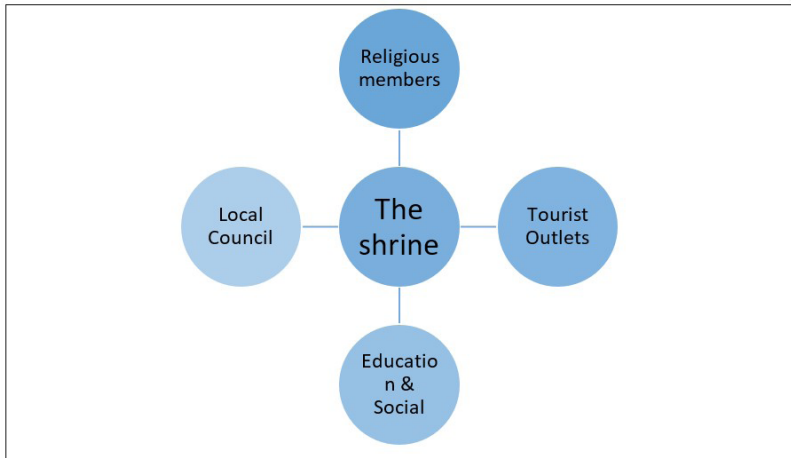 Religious
members
Local
Council
The
shrine
Tourist
Outlets
Educatio
n &
Social